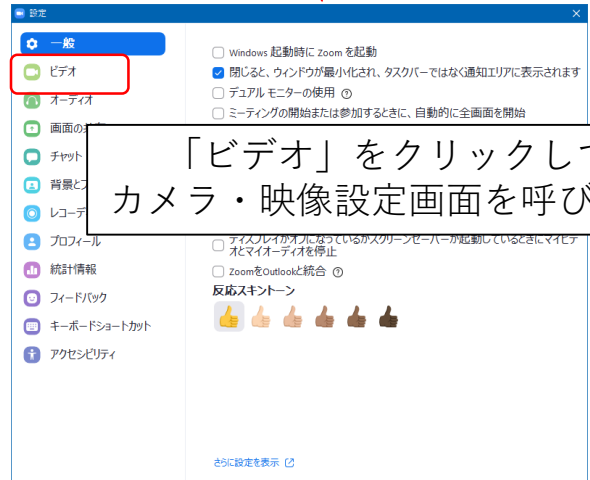 設定
一般
ビデオ
オーディオ
画面の
チャット
背景と
レコーデ
プロフィール
統計情報
フィードバック
キーボードショートカット
アクセシビリティ
Windows 起動時に Zoom を起動
閉じると、ウィンドウが最小化され、タスクバーではなく通知エリアに表示されます
デュアル モニターの使用
ミーティングの開始または参加するときに、自動的に全画面を開始
「ビデオ」をクリックし
カメラ・映像設定画面を呼び
ディスプレイがオフになっているかスクリーンセーバーが起動しているときにマイビデ
オとマイオーディオを停止
ZoomをOutlookと統合
反応スキントーン
さらに設定を表示